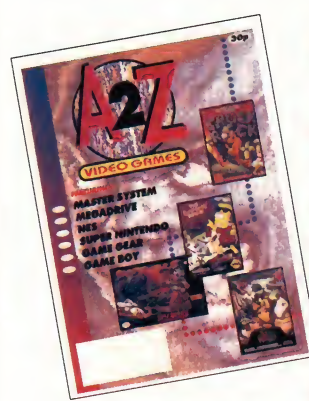 30p
A2Z
VIDEO GAMES
MASTER SYSTEM
MEGADRIVE
NES
SUPER NINTENDO
GAME GEAR
GAME BOY